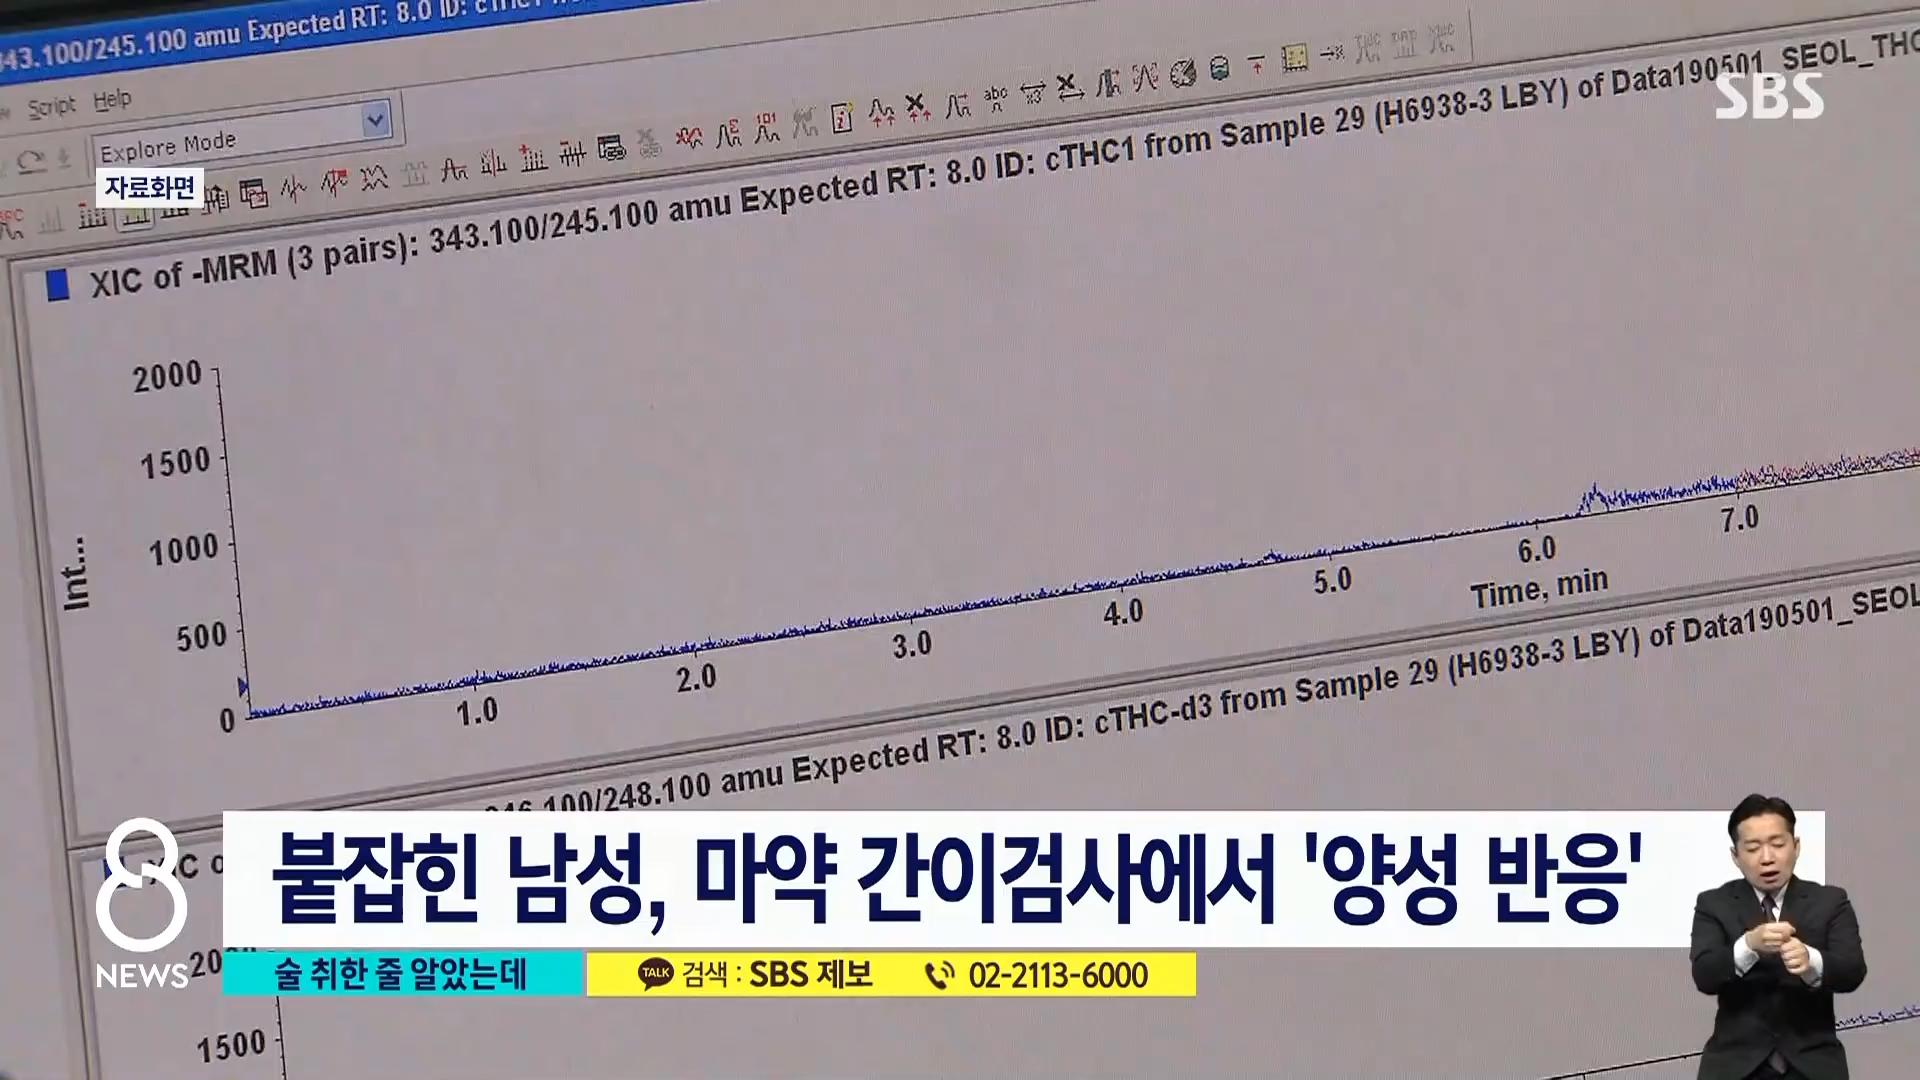 343.100/245.100 amu Expected RT: 8.0 ID:
Script Help
Explore Mode
자료화면
SBS
XIC of -MRM (3 pairs): 343.100/245.100 amu Expected RT: 8.0 ID: cTHC1 from Sample 29 (H6938-3 LBY) of Data190501_SEOL_THC
2000
1500
1000
500
0
Int...
1.0
2.0
3.0
4.0
5.0
6.0
7.0
Time, min
100/248.100 amu Expected RT: 8.0 ID: cTHC-d3 from Sample 29 (H6938-3 LBY) of Data190501_SEOL
붙잡힌 남성, 마약 간이검사에서 '양성 반응'
8 NEWS
술 취한 줄 알았는데
TALK 검색 : SBS 제보 02-2113-6000
1500